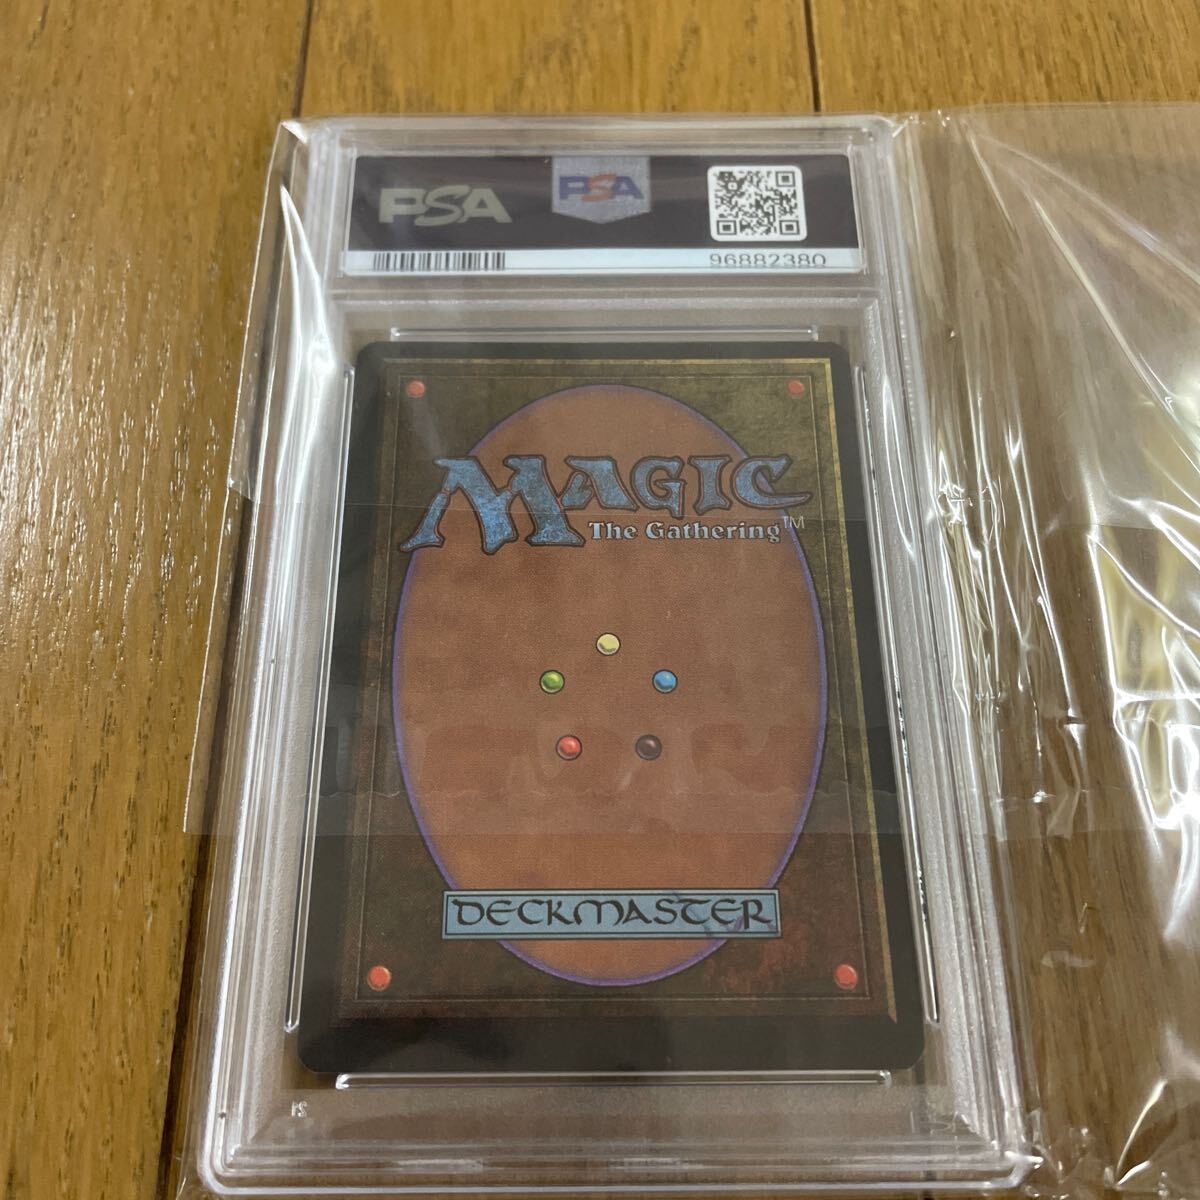 PSA PSA
96882380
MAGIC
The Gathering™
DECKMASTER